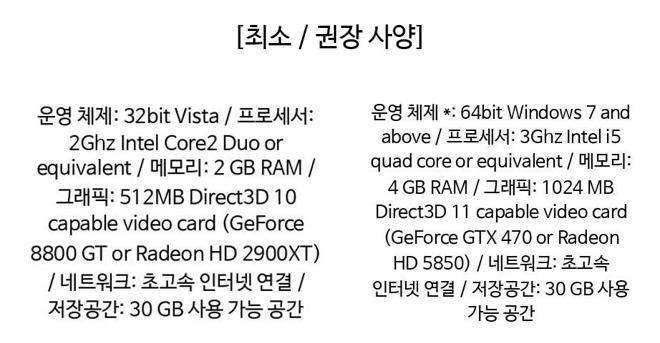 [최소 / 권장 사양]
운영 체제: 32bit Vista / 프로세서:
2Ghz Intel Core2 Duo or
equivalent / 메모리: 2 GB RAM /
그래픽: 512MB Direct3D 10
capable video card (GeForce
8800 GT or Radeon HD 2900XT)
/ 네트워크: 초고속 인터넷 연결 /
저장공간: 30 GB 사용 가능 공간
운영 체제 *: 64bit Windows 7 and
above / 프로세서: 3Ghz Intel i5
quad core or equivalent / 메모리:
4 GB RAM / 그래픽: 1024 MB
Direct3D 11 capable video card
(GeForce GTX 470 or Radeon
HD 5850) / 네트워크: 초고속
인터넷 연결 / 저장공간: 30 GB 사용
가능 공간